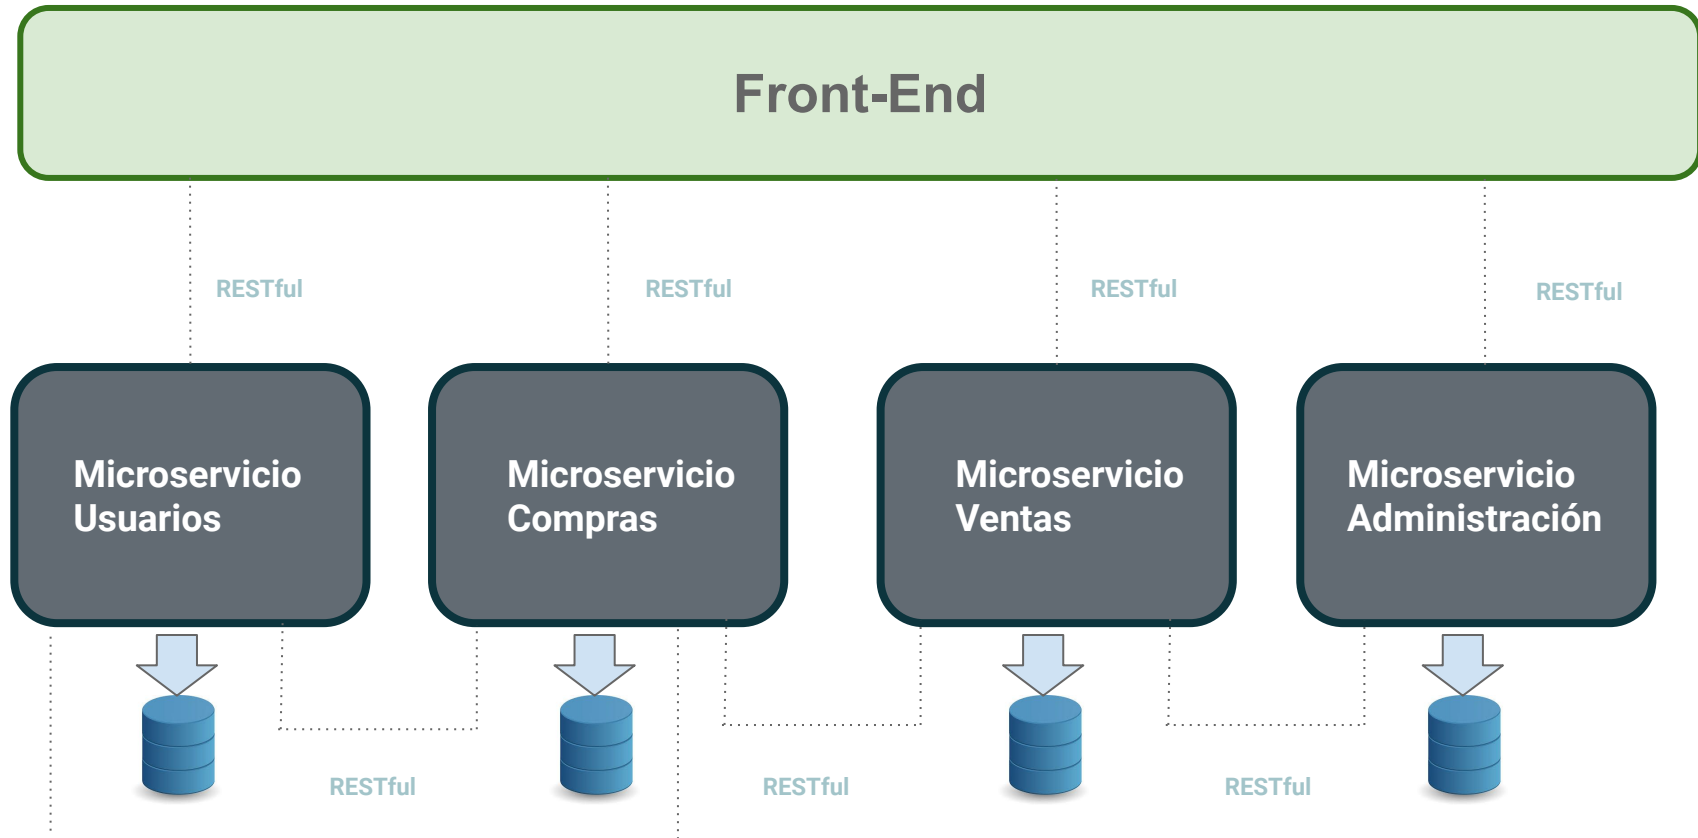 Front-End
RESTful
RESTful
RESTful
RESTful
Microservicio
Usuarios
Microservicio
Compras
Microservicio
Ventas
Microservicio
Administración
RESTful
RESTful
RESTful